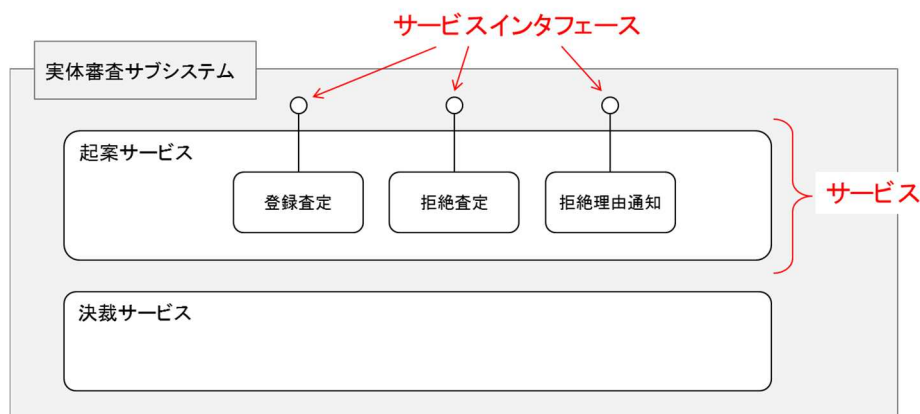 サービスインタフェース
実体審査サブシステム
起案サービス
登録査定
拒絶査定
拒絶理由通知
サービス
決裁サービス